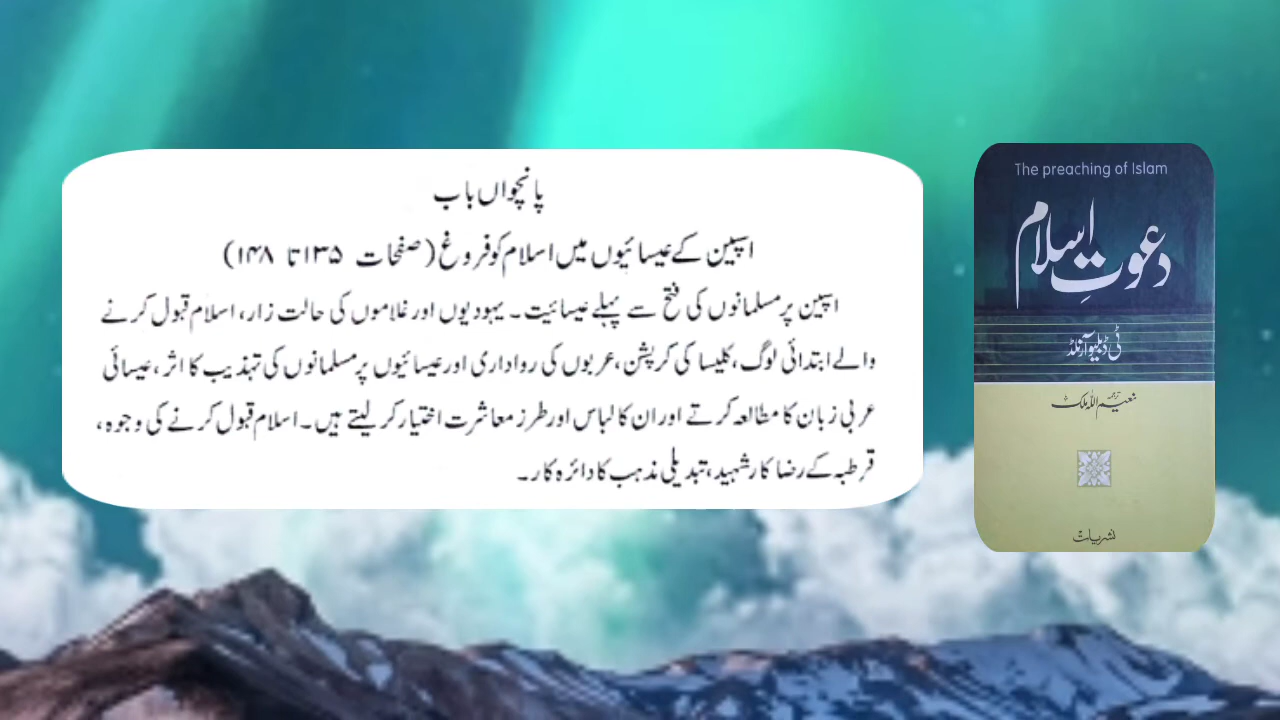 پانچواں باب
اسپین کے عیسائیوں میں اسلام کو فروغ (صفحات ۱۳۵ تا ۱۴۸)
اسپین پر مسلمانوں کی فتح سے پہلے عیسائیت۔ یہودیوں اور غلاموں کی حالت زار، اسلام قبول کرنے
والے ابتدائی لوگ، کلیسا کی کرپشن، عربوں کی رواداری اور عیسائیوں پر مسلمانوں کی تہذیب کا اثر، عیسائی
عربی زبان کا مطالعہ کرتے اور ان کا لباس اور طرز معاشرت اختیار کر لیتے ہیں۔ اسلام قبول کرنے کی وجوہ،
قرطبہ کے رضا کار شہید، تبدیلی مذہب کا دائرہ کار۔
The preaching of Islam
دعوتِ اسلام
ٹی ڈبلیو آرنلڈ
ترجمہ
نعیم اللہ ملک
نشریات